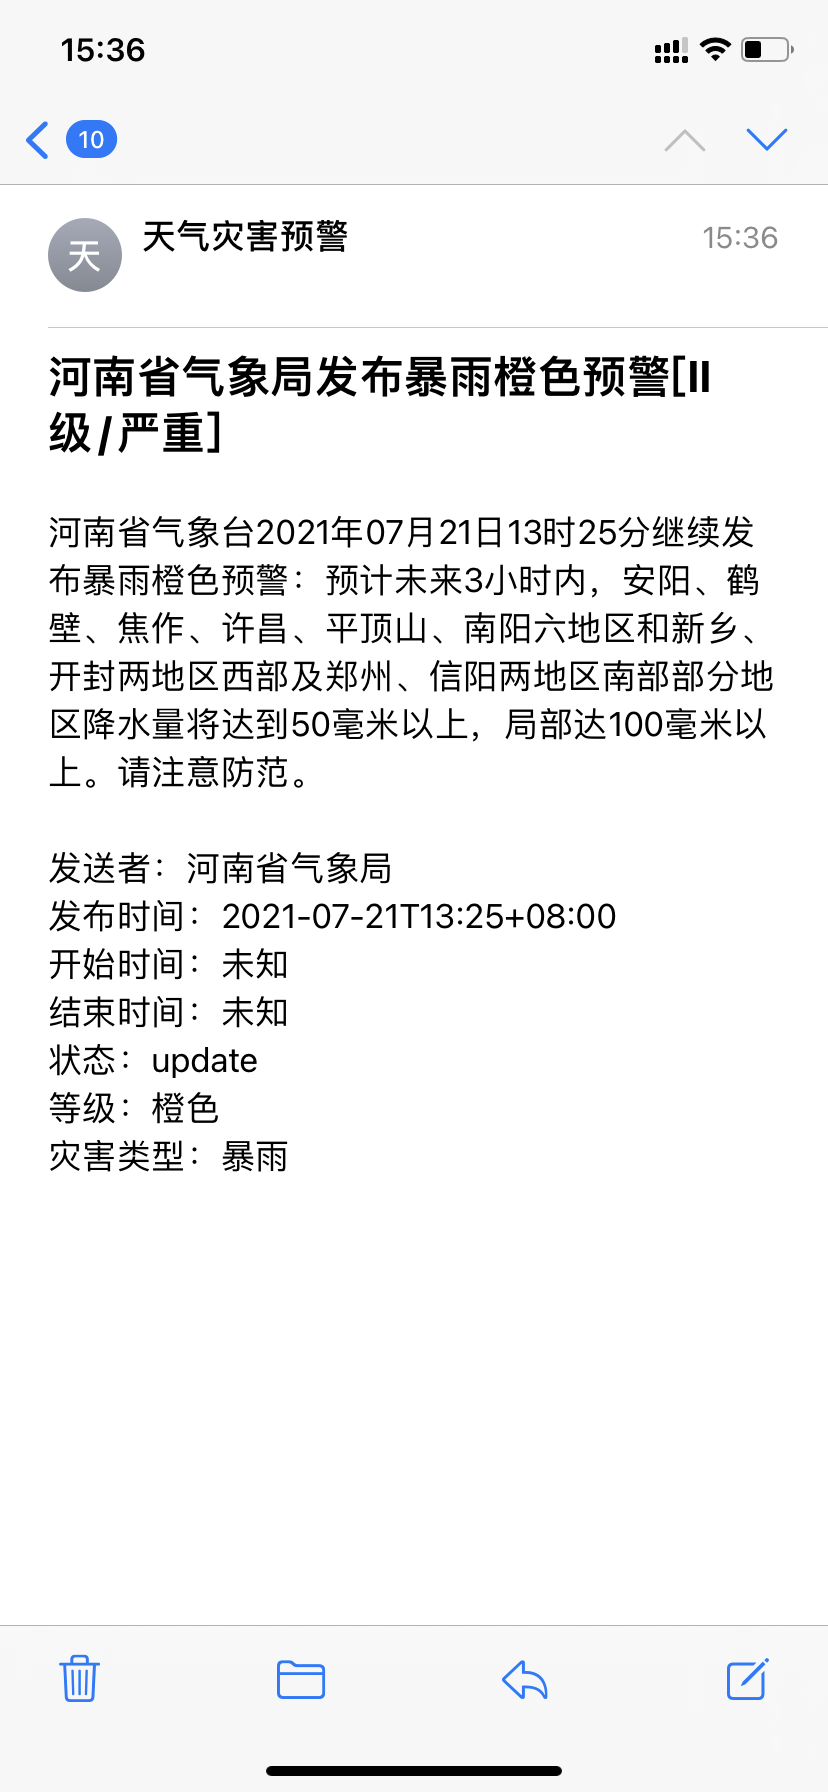 15:36
10
天
天气灾害预警
15:36
河南省气象局发布暴雨橙色预警[II
级/严重]
河南省气象台2021年07月21日13时25分继续发
布暴雨橙色预警：预计未来3小时内，安阳、鹤
壁、焦作、许昌、平顶山、南阳六地区和新乡、
开封两地区西部及郑州、信阳两地区南部部分地
区降水量将达到50毫米以上，局部达100毫米以
上。请注意防范。
发送者：河南省气象局
发布时间：2021-07-21T13:25+08:00
开始时间：未知
结束时间：未知
状态：update
等级：橙色
灾害类型：暴雨